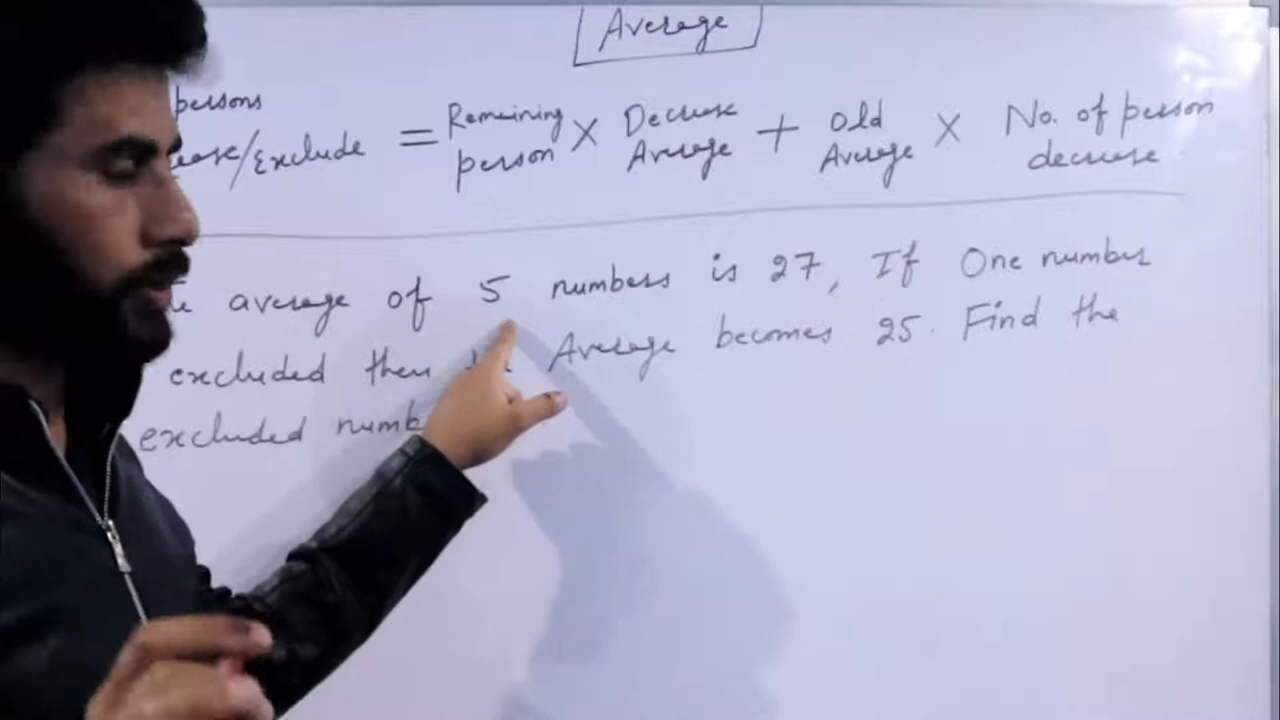 Average
persons
/Exclude = Remaining person × Decrease Average + Old Average × No. of person decrease
average of 5 numbers is 27, If One number
excluded then Average becomes 25. Find the
excluded numb